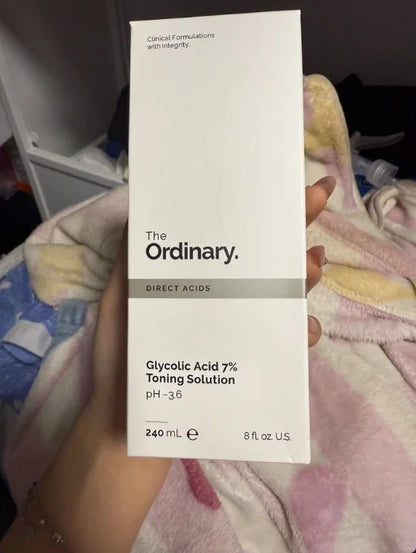 Clinical Formulations
with Integrity.
The
Ordinary.
DIRECT ACIDS
Glycolic Acid 7%
Toning Solution
pH ~3.6
240 mL ℮
8 fl. oz. U.S.